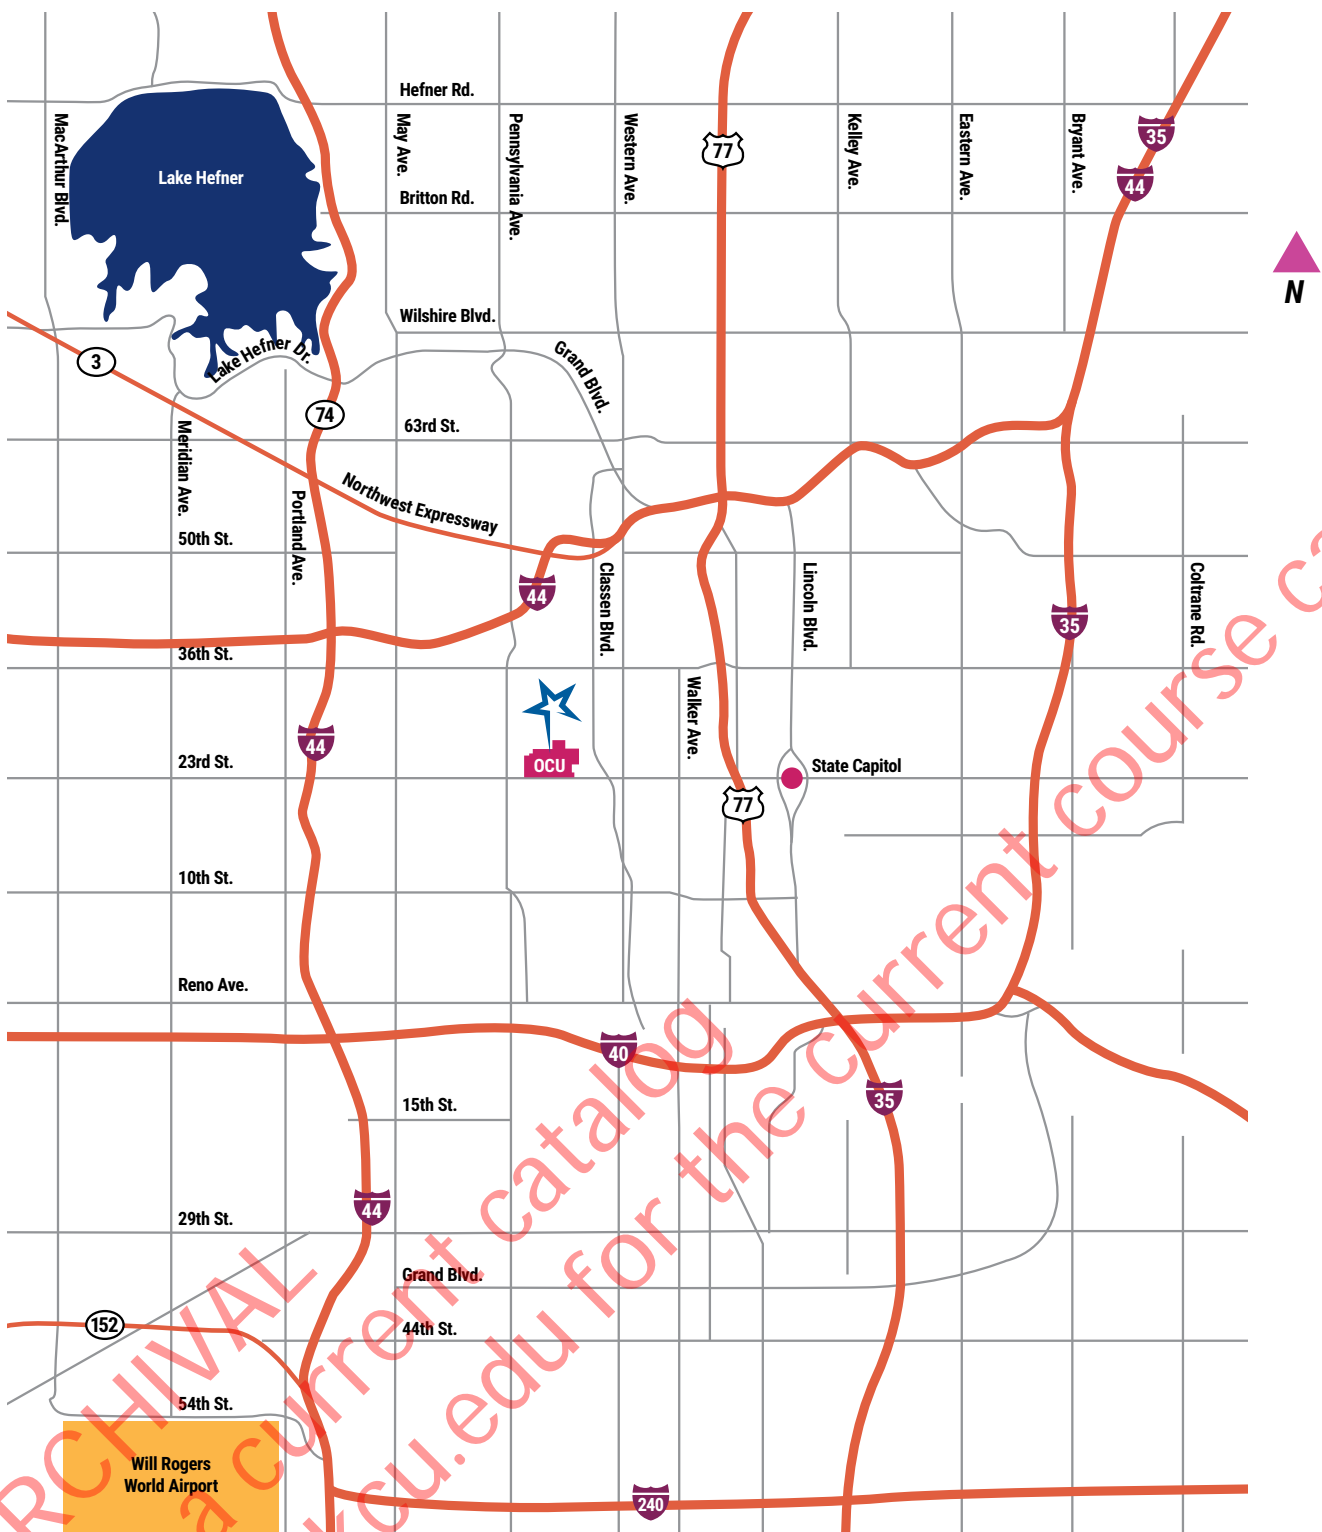 Hefner Rd.
MacArthur Blvd.
May Ave.
Pennsylvania Ave.
Western Ave.
77
Kelley Ave.
Eastern Ave.
Bryant Ave.
35
44
Lake Hefner
Britton Rd.
N
Wilshire Blvd.
3
Lake Hefner Dr.
Grand Blvd.
74
63rd St.
Meridian Ave.
Portland Ave.
Northwest Expressway
50th St.
44
Classen Blvd.
Lincoln Blvd.
35
Coltrane Rd.
36th St.
Walker Ave.
44
23rd St.
OCU
State Capitol
77
10th St.
Reno Ave.
40
35
15th St.
44
29th St.
Grand Blvd.
152
44th St.
54th St.
Will Rogers
World Airport
240
RCHIVAL
a current catalog
kcu.edu for the current course c